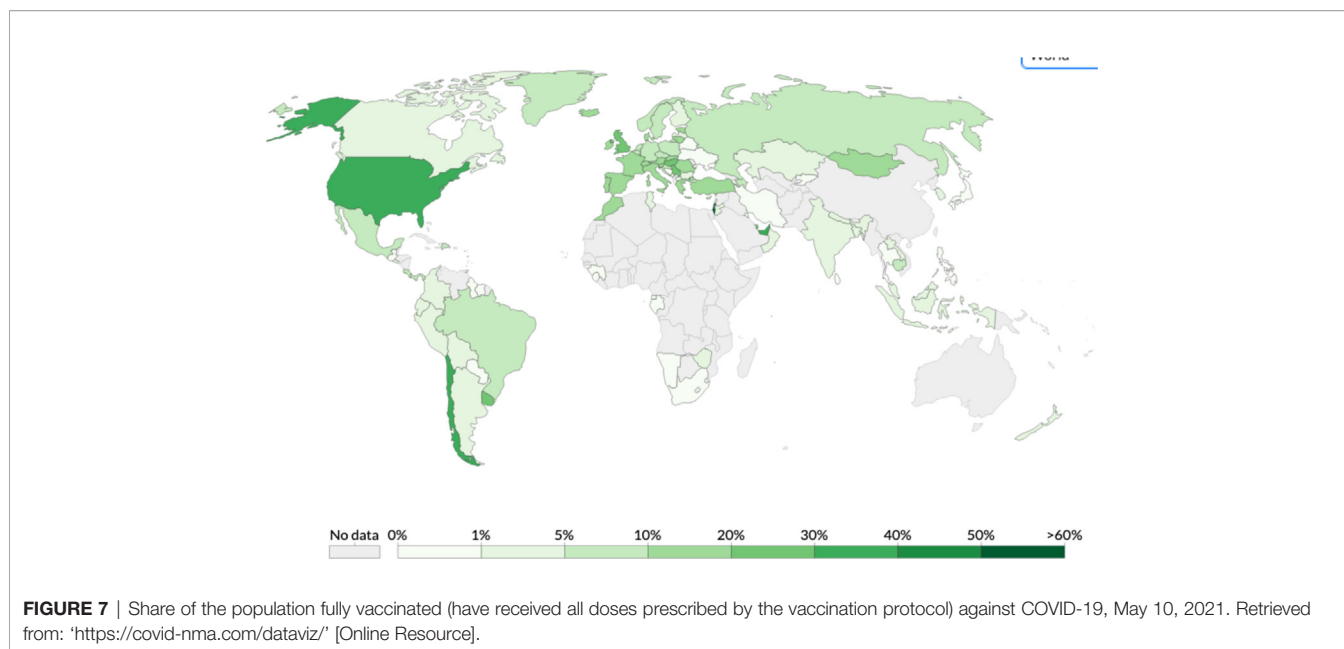 World
No data 0% 1% 5% 10% 20% 30% 40% 50% >60%
FIGURE 7 | Share of the population fully vaccinated (have received all doses prescribed by the vaccination protocol) against COVID-19, May 10, 2021. Retrieved
from: ‘https://covid-nma.com/dataviz/’ [Online Resource].